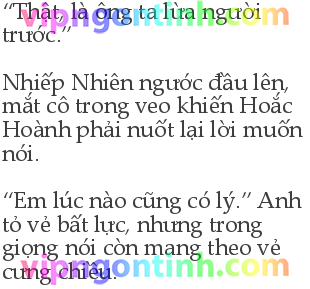 “Thật, là ông ta lừa người
trước.”
Nhiếp Nhiên ngước đầu lên,
mắt cô trong veo khiến Hoắc
Hoành phải nuốt lại lời muốn
nói.
“Em lúc nào cũng có lý.” Anh
tỏ vẻ bất lực, nhưng trong
giọng nói còn mang theo vẻ
cưng chiều.
vipngontinh.com
vipngontinh.com